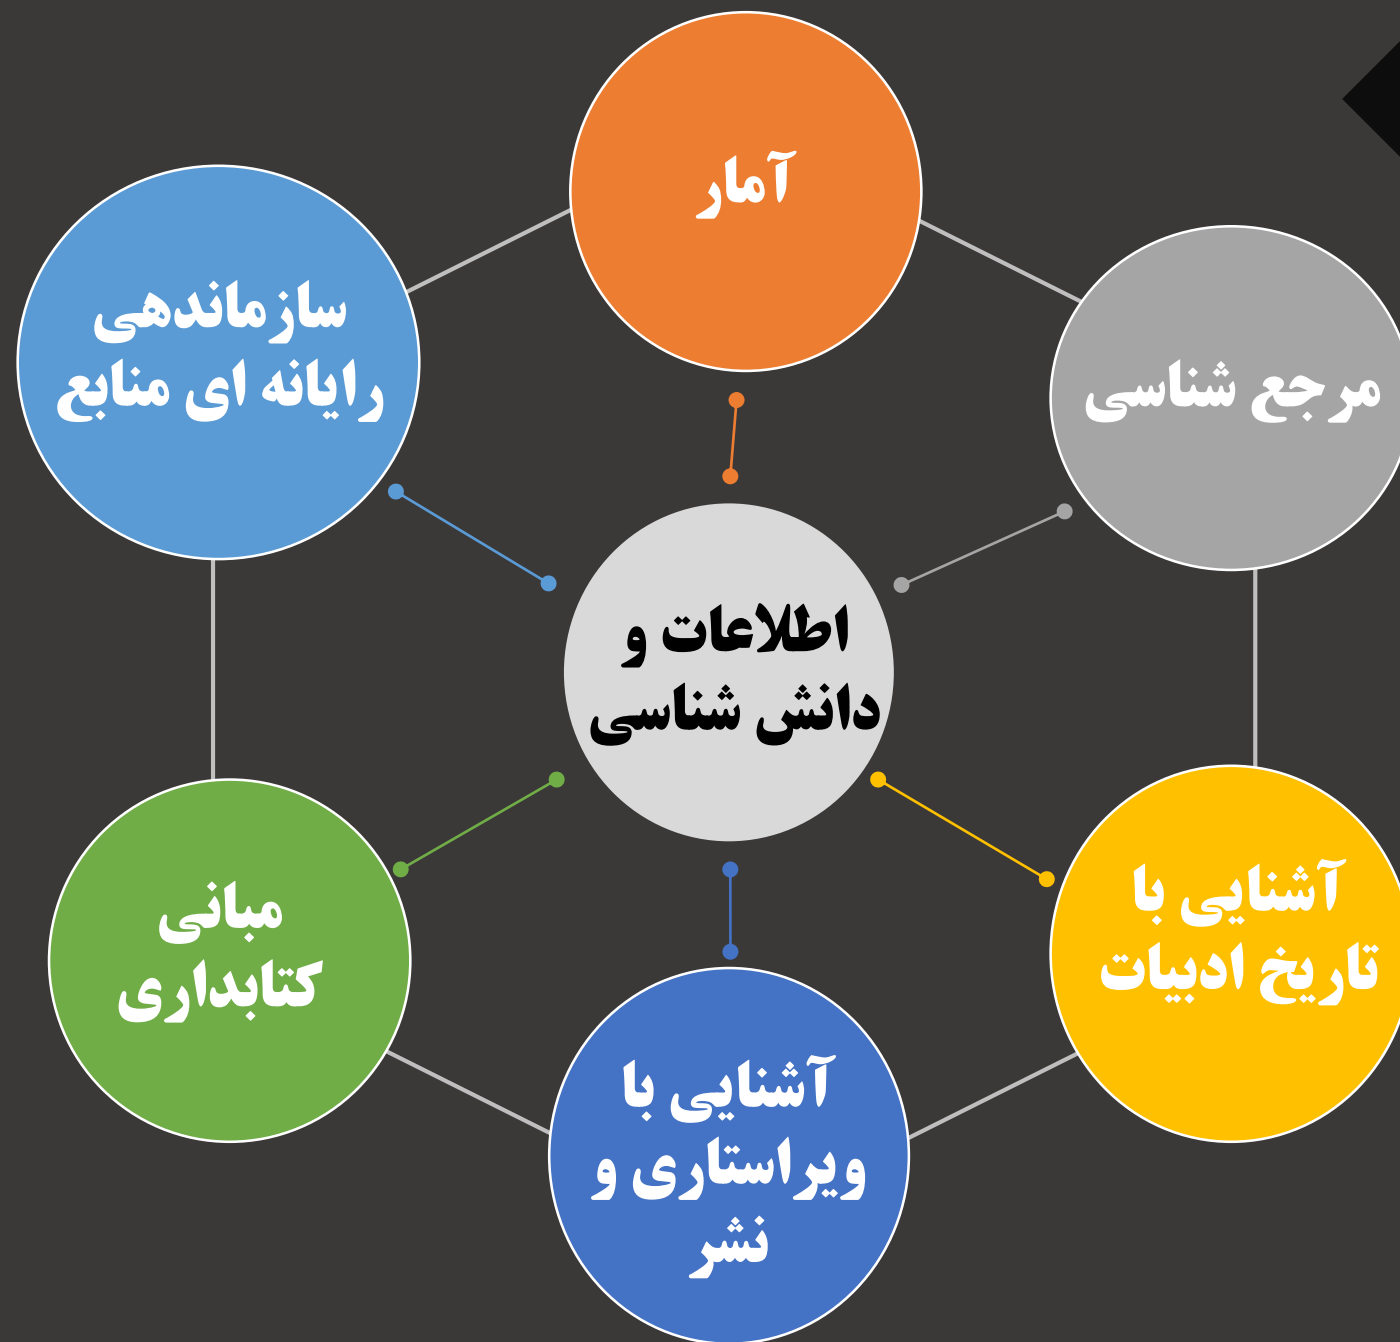 آمار
سازماندهی
رایانه ای منابع
مرجع شناسی
اطلاعات و
دانش شناسی
مبانی
کتابداری
آشنایی با
تاریخ ادبیات
آشنایی با
ویراستاری و
نشر